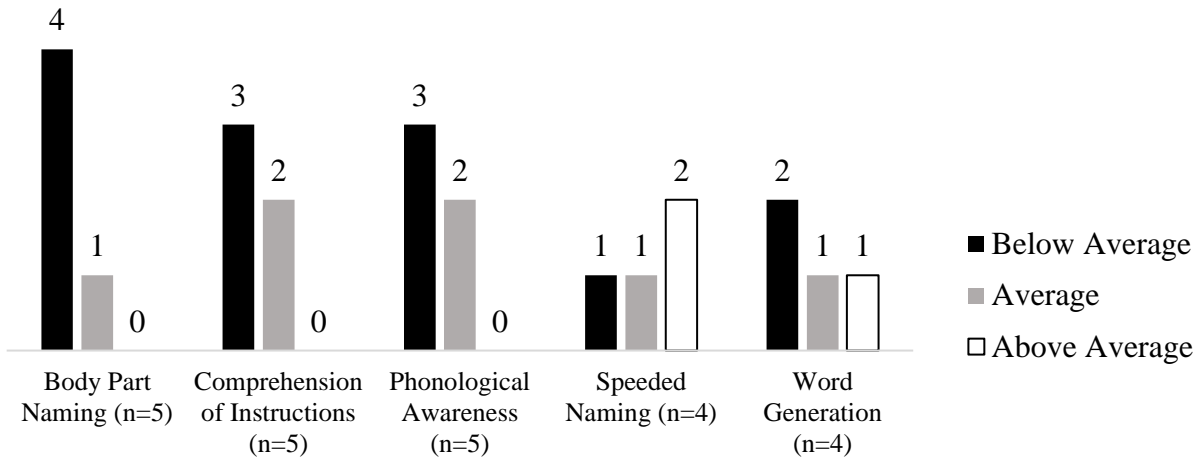 4
1
0
3
2
0
3
2
0
1
1
2
2
1
1
Body Part
Naming (n=5)
Comprehension
of Instructions
(n=5)
Phonological
Awareness
(n=5)
Speeded
Naming (n=4)
Word
Generation
(n=4)
Below Average
Average
Above Average